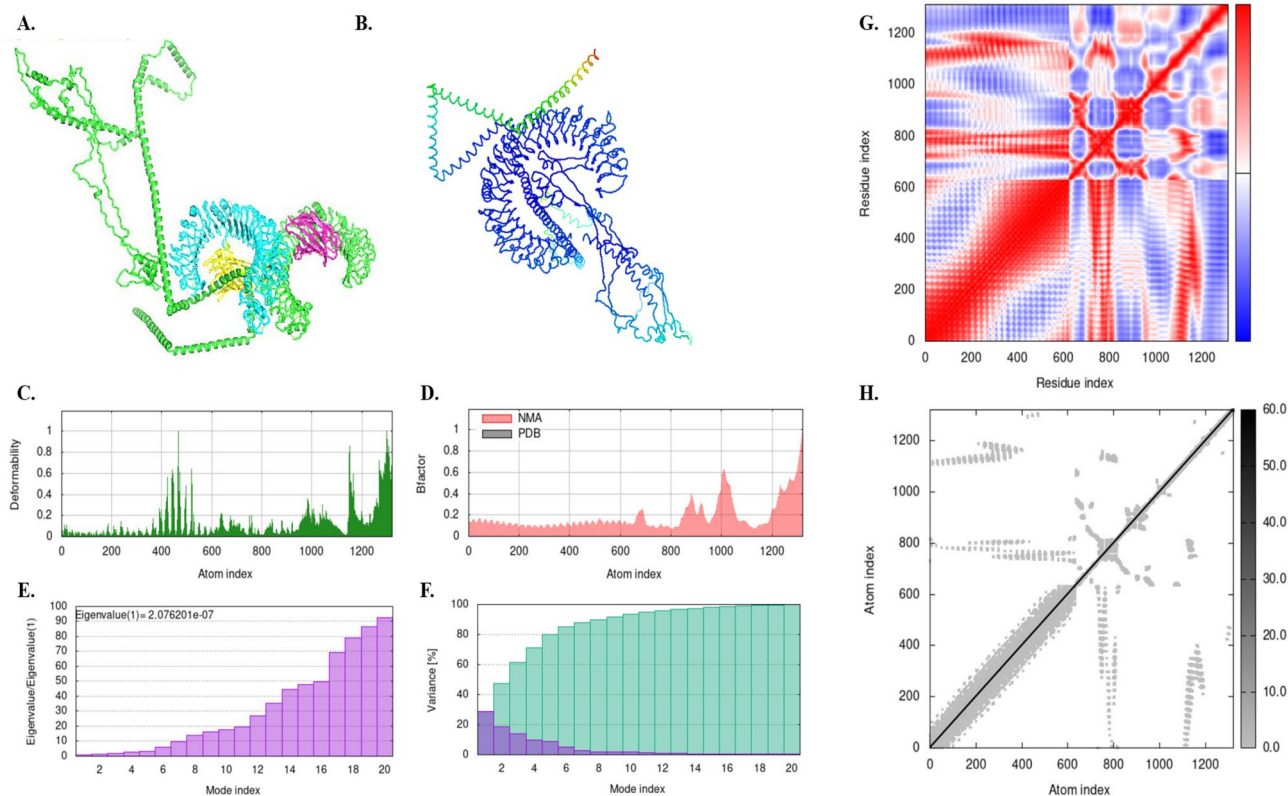 A.
B.
C.
Deformability
1
0.8
0.6
0.4
0.2
0
0 200 400 600 800 1000 1200
Atom index
D.
Bfactor
1
0.8
0.6
0.4
0.2
0
NMA
PDB
0 200 400 600 800 1000 1200
Atom index
E.
Eigenvalue/Eigenvalue(1)
100
90
80
70
60
50
40
30
20
10
0
Eigenvalue(1)= 2.076201e-07
2 4 6 8 10 12 14 16 18 20
Mode index
F.
Variance [%]
100
80
60
40
20
0
2 4 6 8 10 12 14 16 18 20
Mode index
G.
Residue index
1200
1000
800
600
400
200
0
0 200 400 600 800 1000 1200
Residue index
1
0
-1
H.
Atom index
1200
1000
800
600
400
200
0
0 200 400 600 800 1000 1200
Atom index
60.0
50.0
40.0
30.0
20.0
10.0
0.0